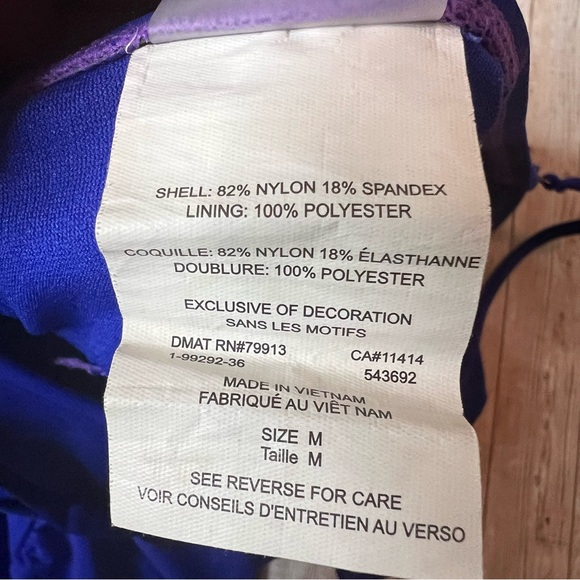 SHELL: 82% NYLON 18% SPANDEX
LINING: 100% POLYESTER
COQUILLE: 82% NYLON 18% ÉLASTHANNE
DOUBLURE: 100% POLYESTER
EXCLUSIVE OF DECORATION
SANS LES MOTIFS
DMAT RN#79913 CA#11414
1-99292-36 543692
MADE IN VIETNAM
FABRIQUÉ AU VIÊT NAM
SIZE M
Taille M
SEE REVERSE FOR CARE
VOIR CONSEILS D'ENTRETIEN AU VERSO